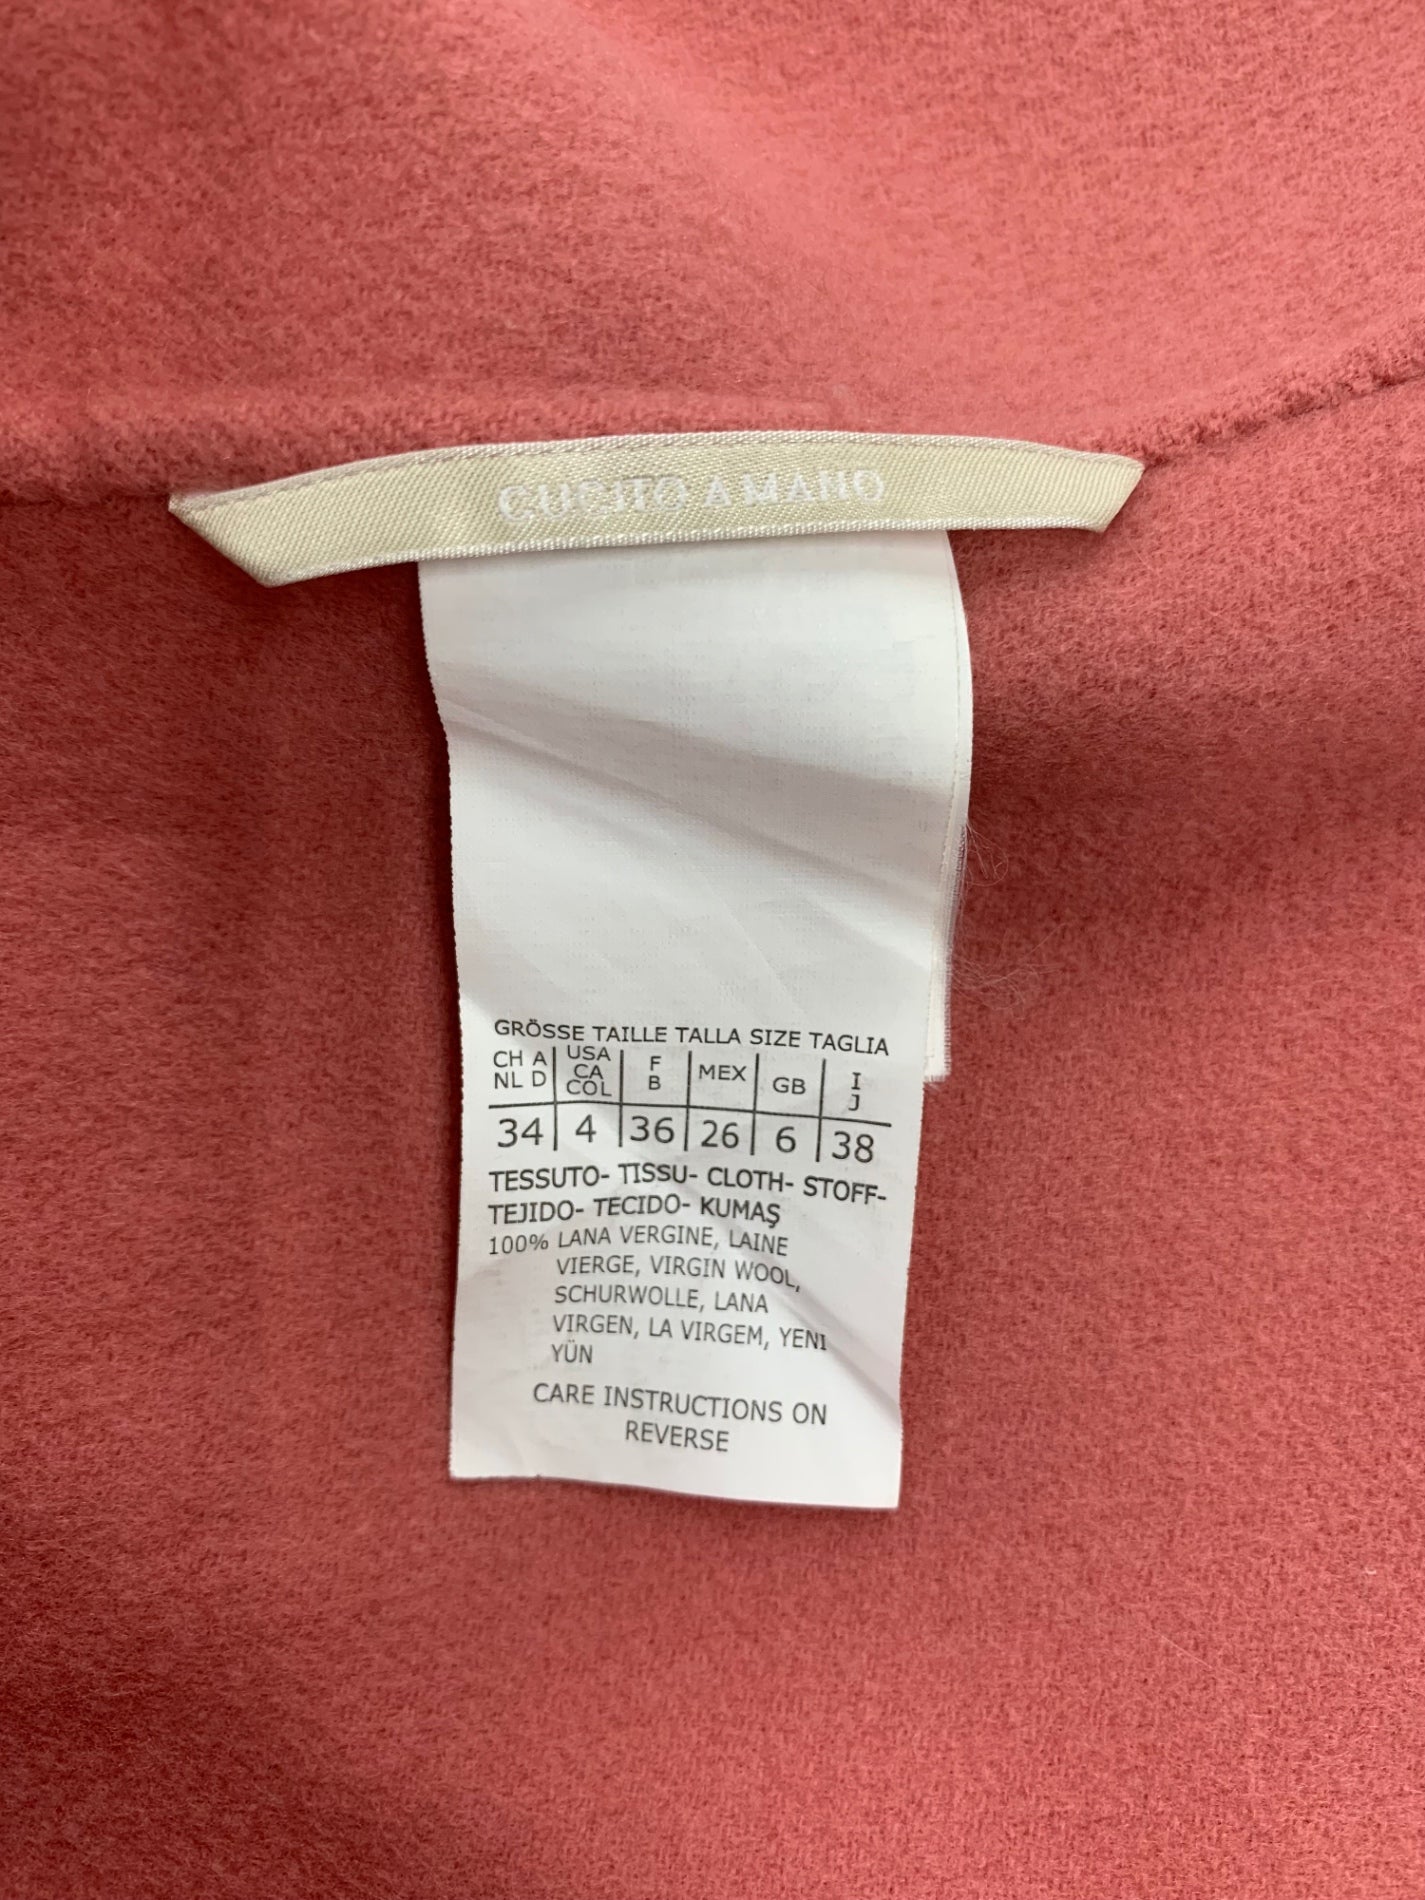 CUCITO A MANO
GRÖSSE TAILLE TALLA SIZE TAGLIA
CH A USA F MEX GB I
NL D CA B J
COL
34 4 36 26 6 38
TESSUTO- TISSU- CLOTH- STOFF-
TEJIDO- TECIDO- KUMAŞ
100% LANA VERGINE, LAINE
VIERGE, VIRGIN WOOL,
SCHURWOLLE, LANA
VIRGEN, LA VIRGEM, YENI
YÜN
CARE INSTRUCTIONS ON
REVERSE